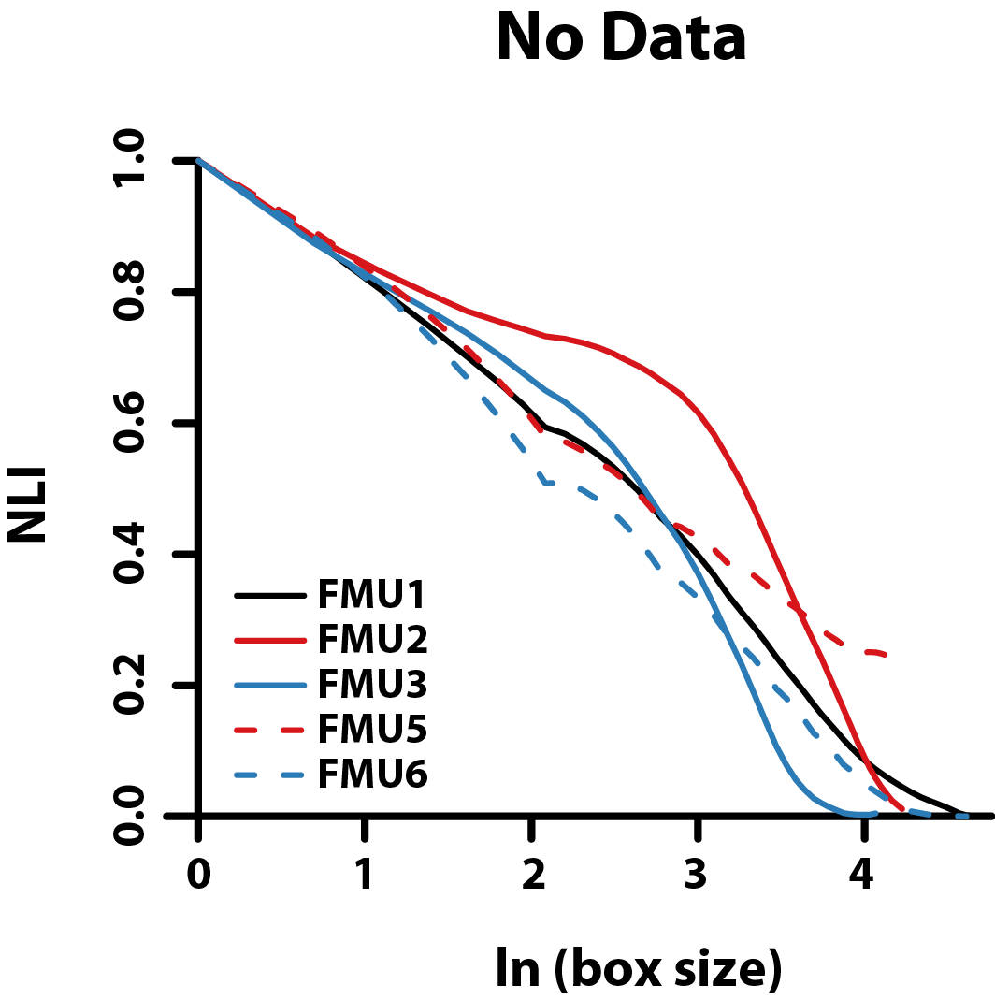 No Data
1.0
0.8
0.6
0.4
0.2
0.0
NLI
FMU1
FMU2
FMU3
FMU5
FMU6
0 1 2 3 4
ln (box size)